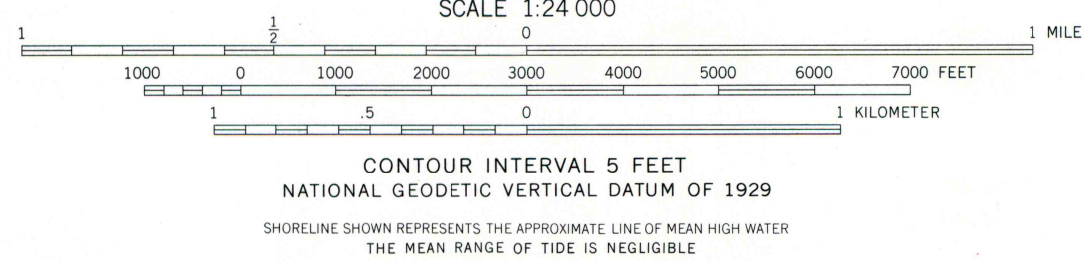 SCALE 1:24 000
1 1/2 0 1 MILE
1000 0 1000 2000 3000 4000 5000 6000 7000 FEET
1 .5 0 1 KILOMETER
CONTOUR INTERVAL 5 FEET
NATIONAL GEODETIC VERTICAL DATUM OF 1929
SHORELINE SHOWN REPRESENTS THE APPROXIMATE LINE OF MEAN HIGH WATER
THE MEAN RANGE OF TIDE IS NEGLIGIBLE